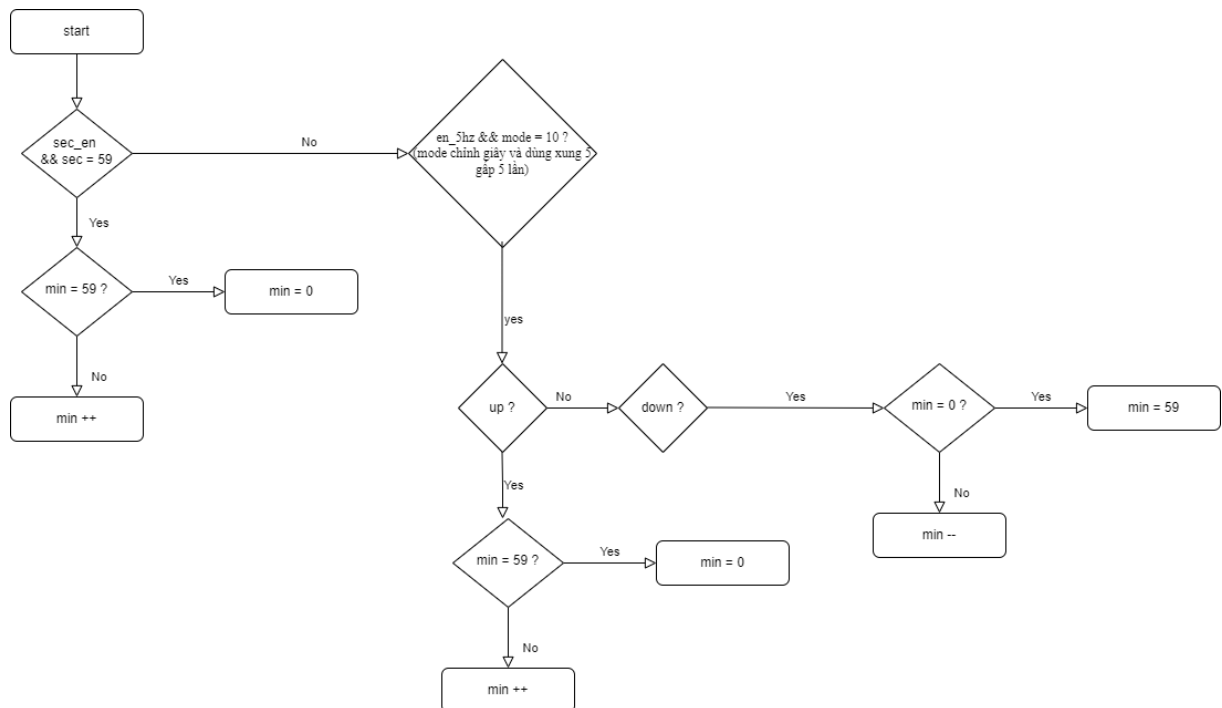 start
sec_en
&& sec = 59
No
en_5hz && mode = 10 ?
(mode chỉnh giây và dùng xung 5
gấp 5 lần)
Yes
min = 59 ?
Yes
min = 0
No
min ++
yes
up ?
No
down ?
Yes
min = 0 ?
Yes
min = 59
No
min --
Yes
min = 59 ?
Yes
min = 0
No
min ++